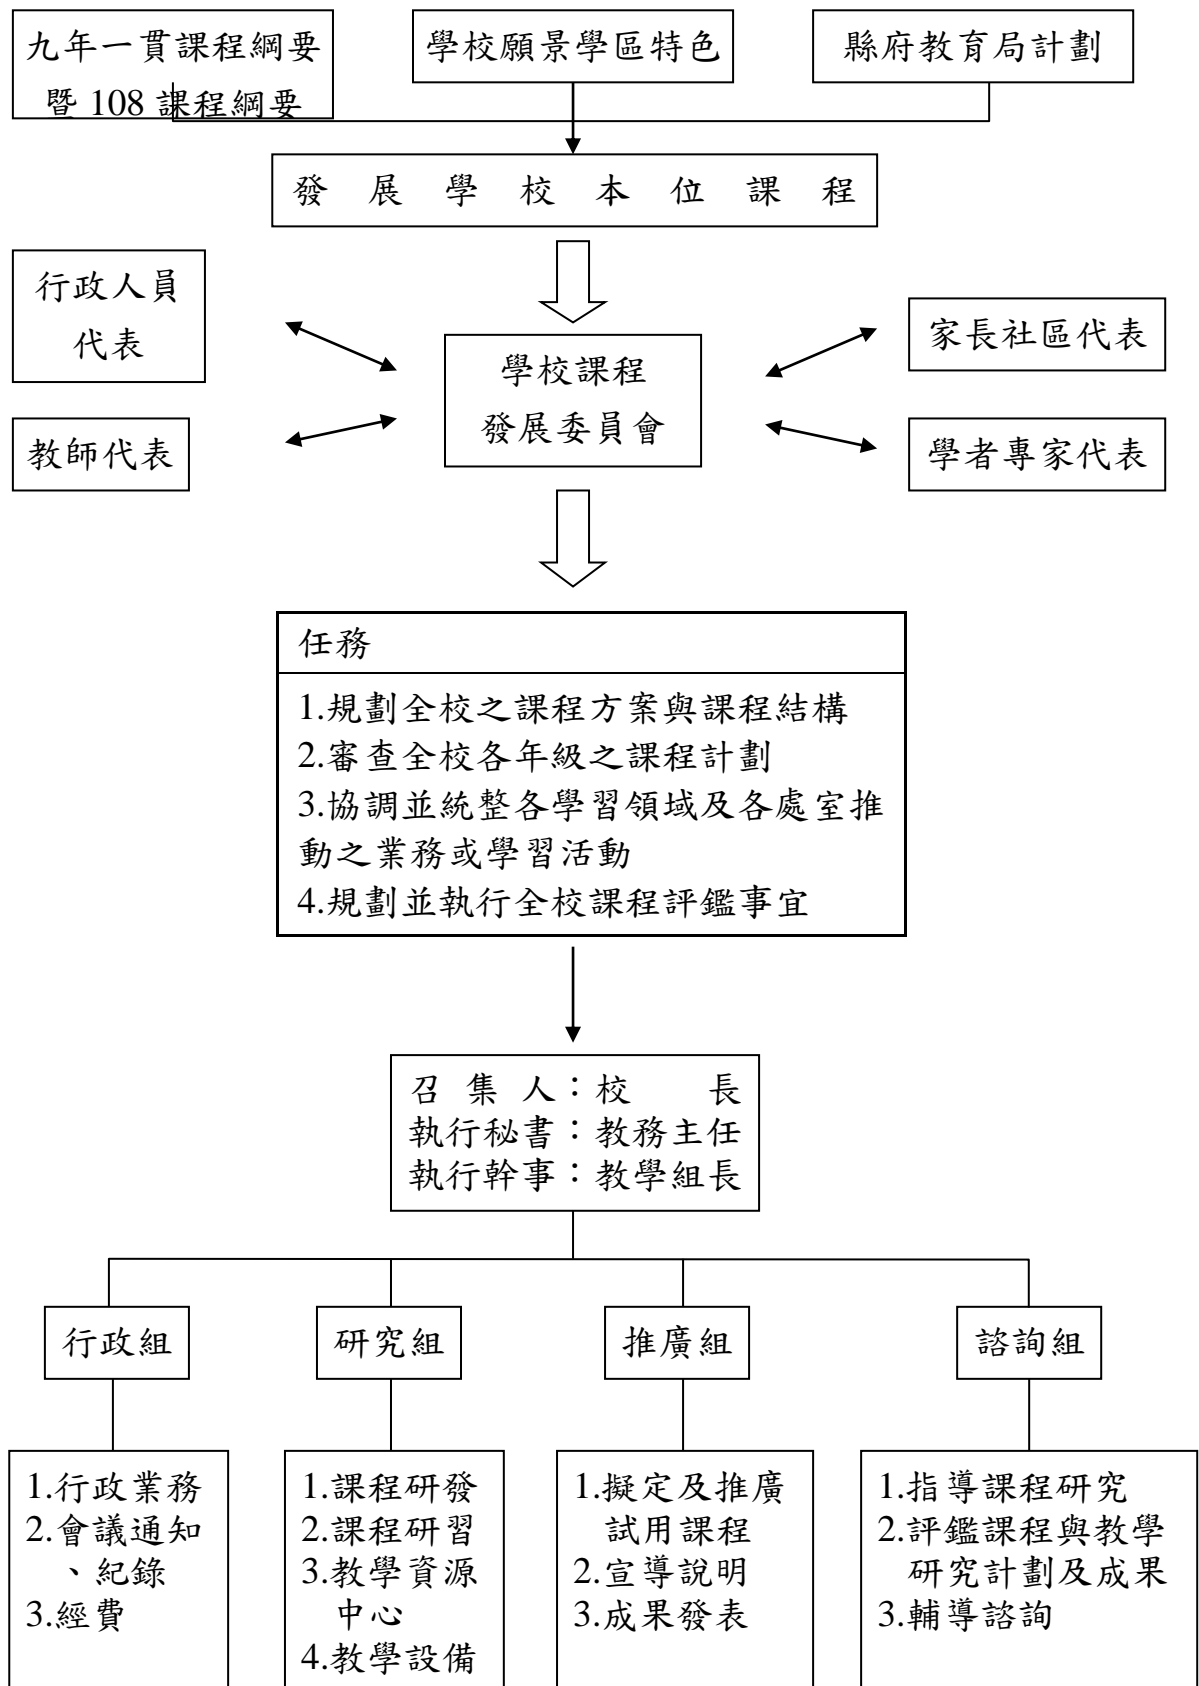 九年一貫課程綱要
暨 108 課程綱要
學校願景學區特色
縣府教育局計劃
發展學校本位課程
行政人員
代表
教師代表
學校課程
發展委員會
家長社區代表
學者專家代表
任務
1.規劃全校之課程方案與課程結構
2.審查全校各年級之課程計劃
3.協調並統整各學習領域及各處室推
動之業務或學習活動
4.規劃並執行全校課程評鑑事宜
召集人：校長
執行秘書：教務主任
執行幹事：教學組長
行政組
研究組
推廣組
諮詢組
1.行政業務
2.會議通知
、紀錄
3.經費
1.課程研發
2.課程研習
3.教學資源
中心
4.教學設備
1.擬定及推廣
試用課程
2.宣導說明
3.成果發表
1.指導課程研究
2.評鑑課程與教學
研究計劃及成果
3.輔導諮詢